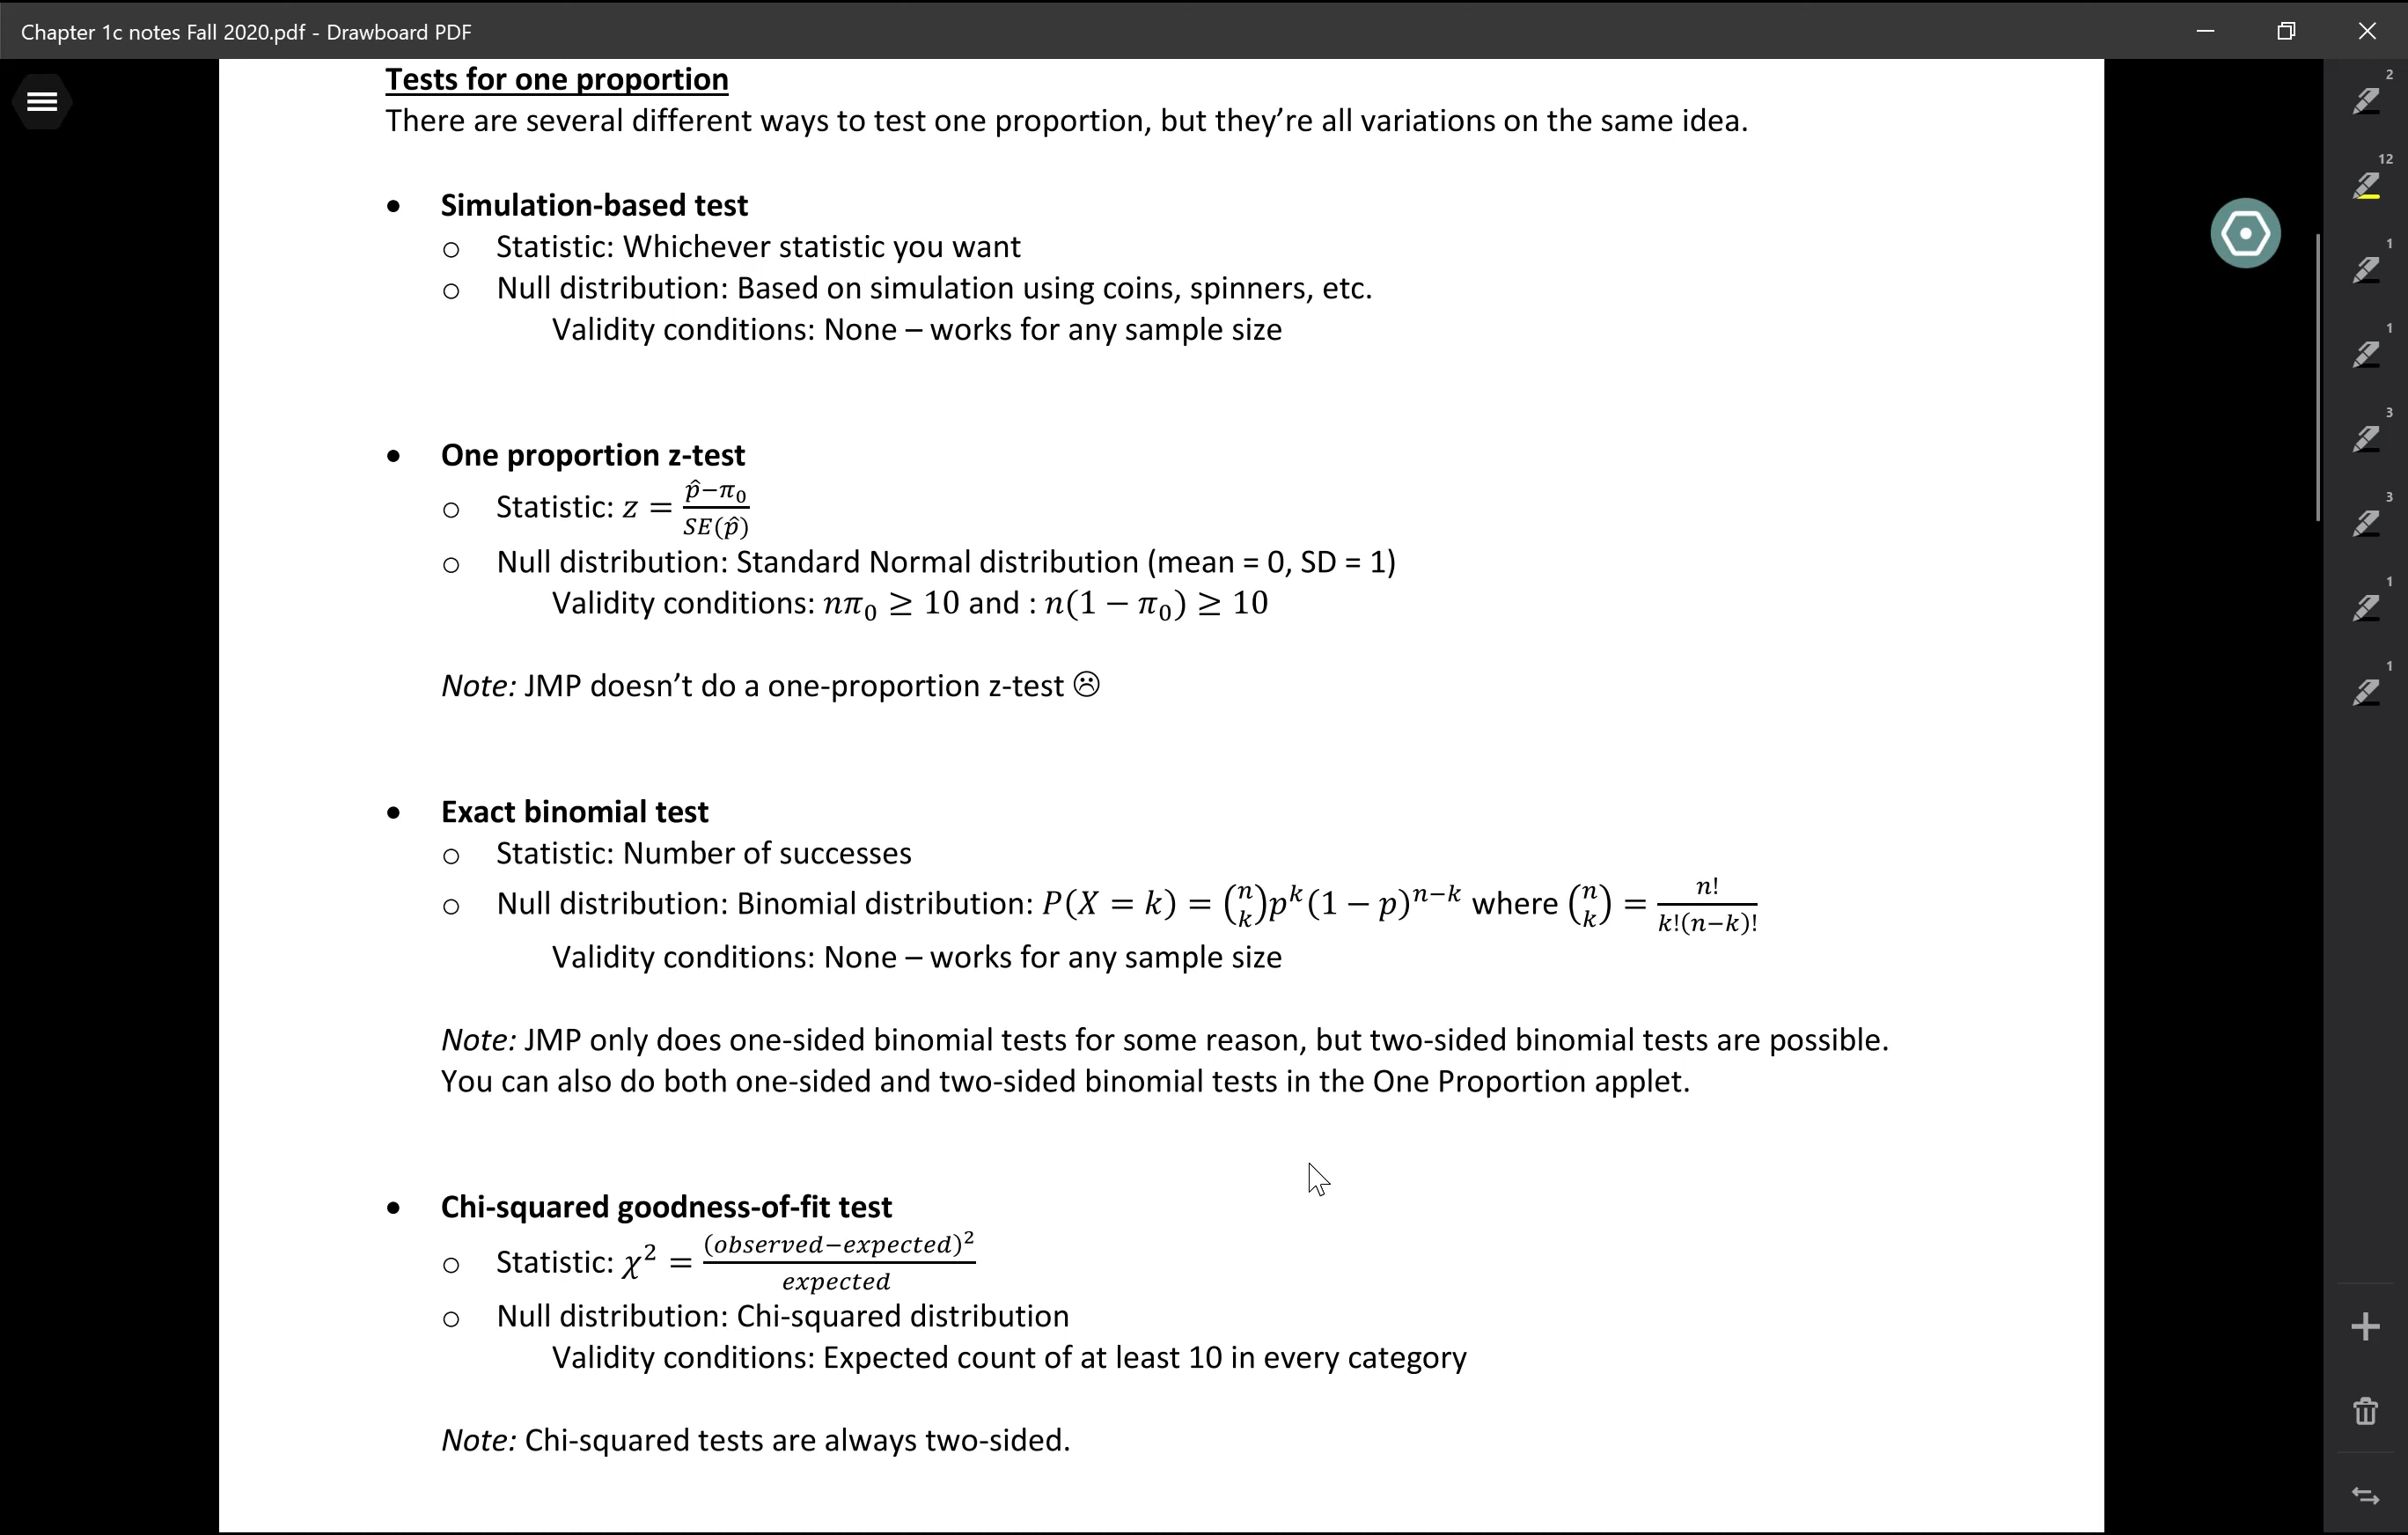 Chapter 1c notes Fall 2020.pdf - Drawboard PDF
Tests for one proportion
There are several different ways to test one proportion, but they’re all variations on the same idea.
• Simulation-based test
o Statistic: Whichever statistic you want
o Null distribution: Based on simulation using coins, spinners, etc.
Validity conditions: None – works for any sample size
• One proportion z-test
o Statistic: z = (p̂−π₀)/(SE(p̂))
o Null distribution: Standard Normal distribution (mean = 0, SD = 1)
Validity conditions: nπ₀ ≥ 10 and : n(1 − π₀) ≥ 10
Note: JMP doesn’t do a one-proportion z-test ☹
• Exact binomial test
o Statistic: Number of successes
o Null distribution: Binomial distribution: P(X = k) = (n k)pᵏ(1 − p)ⁿ⁻ᵏ where (n k) = n!/(k!(n−k)!)
Validity conditions: None – works for any sample size
Note: JMP only does one-sided binomial tests for some reason, but two-sided binomial tests are possible.
You can also do both one-sided and two-sided binomial tests in the One Proportion applet.
• Chi-squared goodness-of-fit test
o Statistic: χ² = (observed−expected)²/expected
o Null distribution: Chi-squared distribution
Validity conditions: Expected count of at least 10 in every category
Note: Chi-squared tests are always two-sided.
2
12
1
1
3
3
1
1